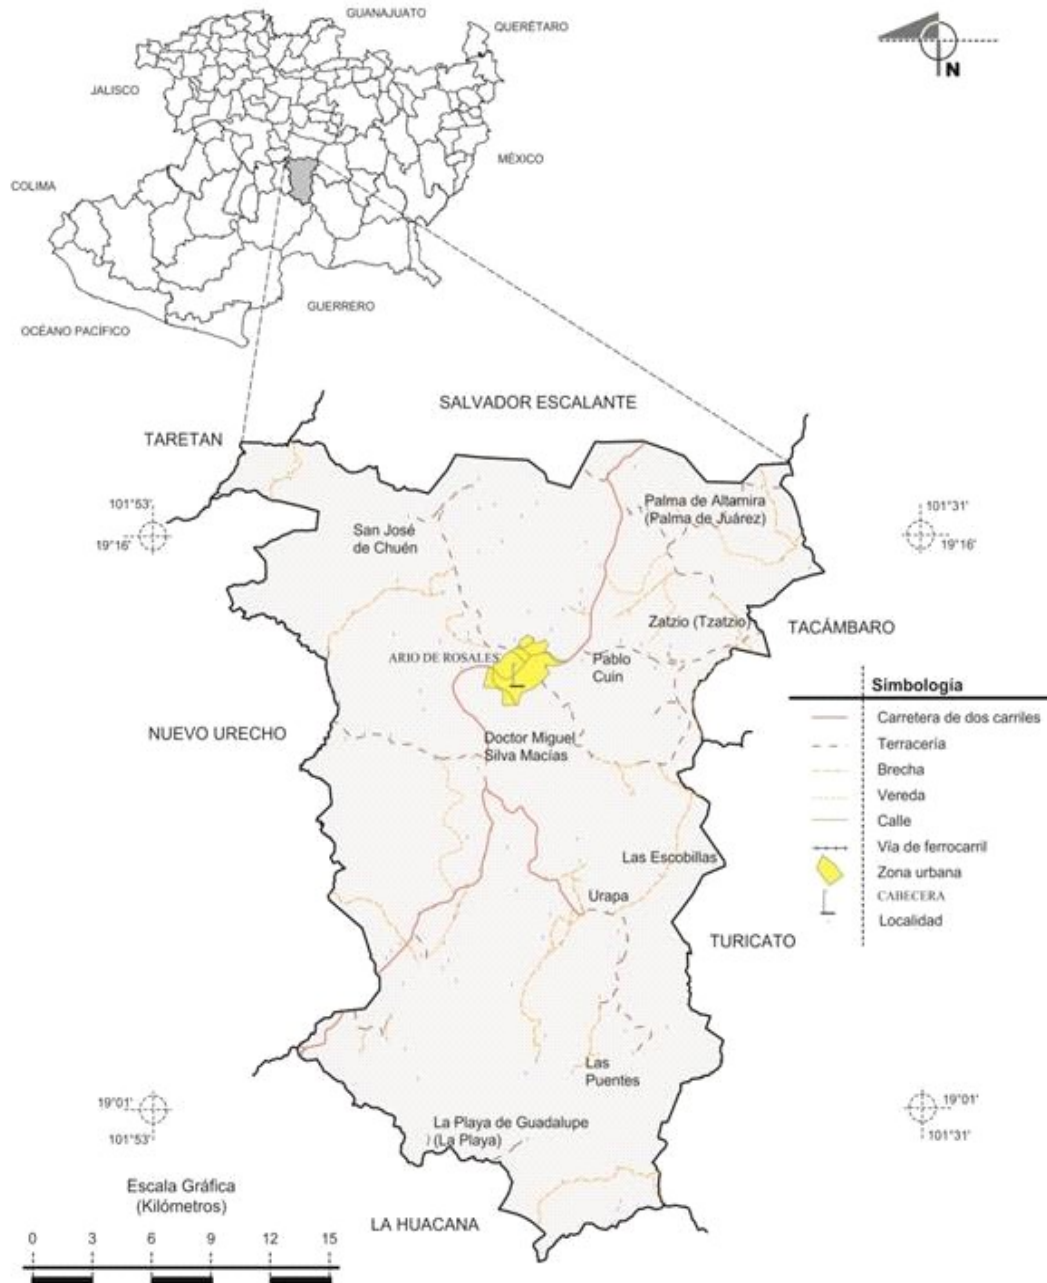 GUANAJUATO
QUERÉTARO
JALISCO
MÉXICO
COLIMA
GUERRERO
OCÉANO PACÍFICO
N
SALVADOR ESCALANTE
TARETAN
101°53'
19°16'
101°31'
19°16'
Palma de Altamira
(Palma de Juárez)
San José
de Chuén
Zatzio (Tzatzio)
TACÁMBARO
ARIO DE ROSALES
Pablo
Cuin
NUEVO URECHO
Doctor Miguel
Silva Macías
Las Escobillas
Urapa
TURICATO
Las
Puentes
La Playa de Guadalupe
(La Playa)
LA HUACANA
19°01'
101°53'
19°01'
101°31'
Simbología
Carretera de dos carriles
Terracería
Brecha
Vereda
Calle
Vía de ferrocarril
Zona urbana
CABECERA
Localidad
Escala Gráfica
(Kilómetros)
0 3 6 9 12 15